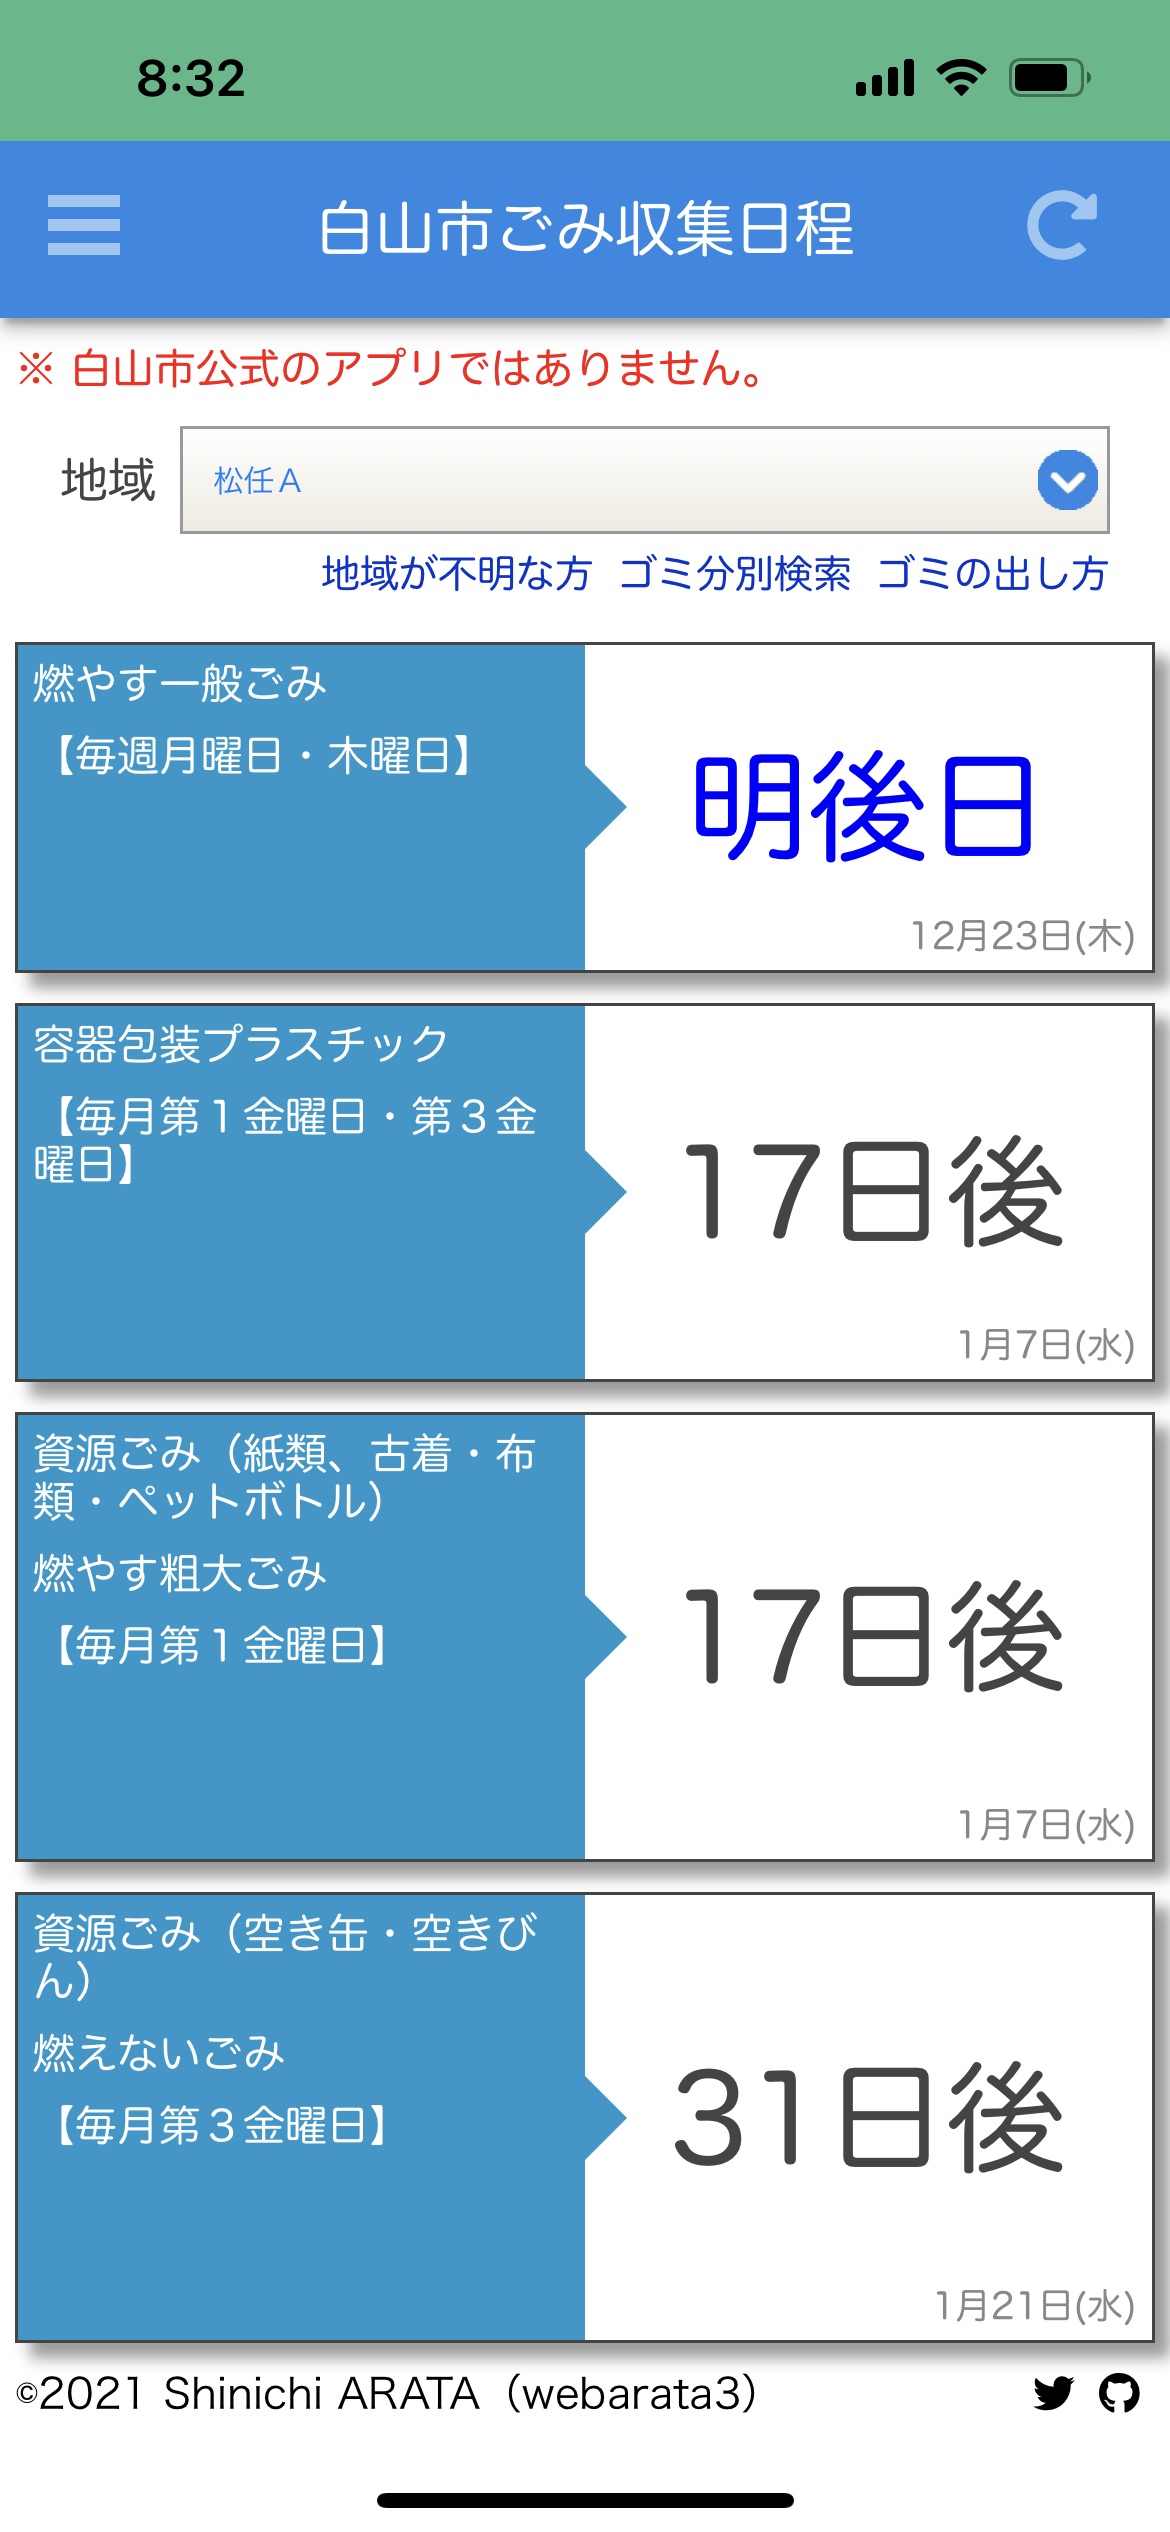 8:32
白山市ごみ収集日程
※ 白山市公式のアプリではありません。
地域
松任Ａ
地域が不明な方 ゴミ分別検索 ゴミの出し方
燃やす一般ごみ
【毎週月曜日・木曜日】
明後日
12月23日(木)
容器包装プラスチック
【毎月第１金曜日・第３金
曜日】
17日後
1月7日(水)
資源ごみ（紙類、古着・布
類・ペットボトル）
燃やす粗大ごみ
【毎月第１金曜日】
17日後
1月7日(水)
資源ごみ（空き缶・空きび
ん）
燃えないごみ
【毎月第３金曜日】
31日後
1月21日(水)
©2021 Shinichi ARATA（webarata3）